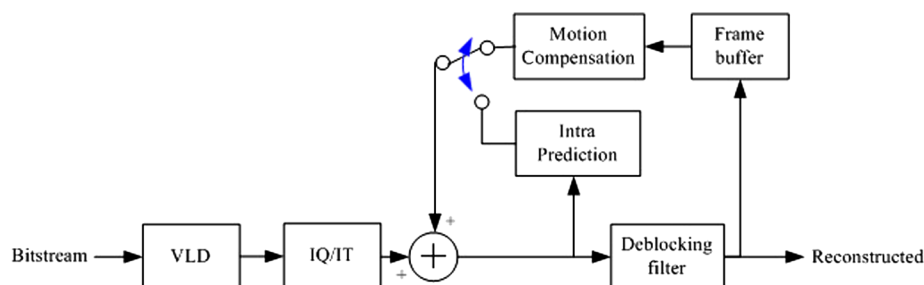 Motion
Compensation
Frame
buffer
Intra
Prediction
+
Bitstream
VLD
IQ/IT
+
+
Deblocking
filter
Reconstructed